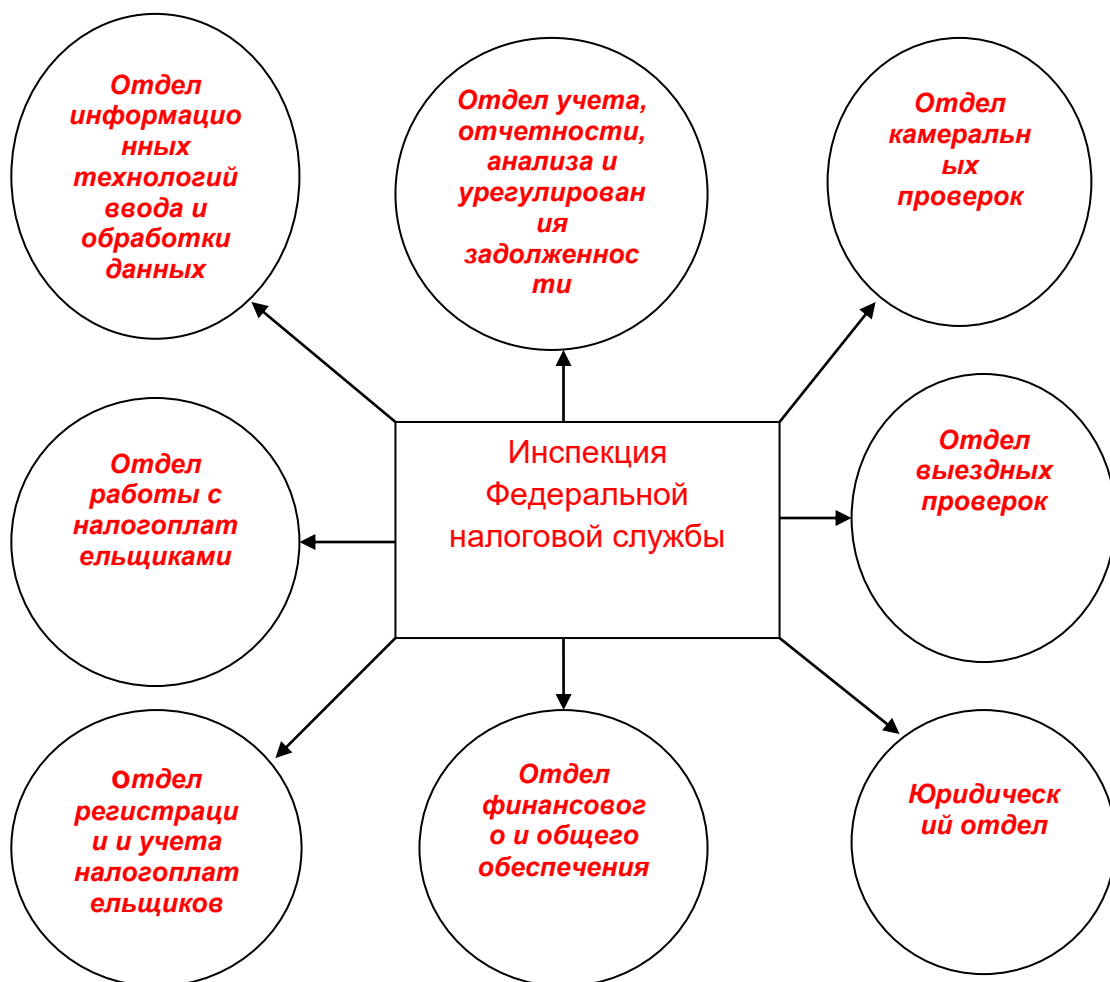 Отдел
информацио
нных
технологий
ввода и
обработки
данных
Отдел учета,
отчетности,
анализа и
урегулирован
ия
задолженнос
ти
Отдел
камеральн
ых
проверок
Отдел
работы с
налогоплат
ельщиками
Инспекция
Федеральной
налоговой службы
Отдел
выездных
проверок
отдел
регистраци
и и учета
налогоплат
ельщиков
Отдел
финансовог
о и общего
обеспечения
Юридическ
ий отдел